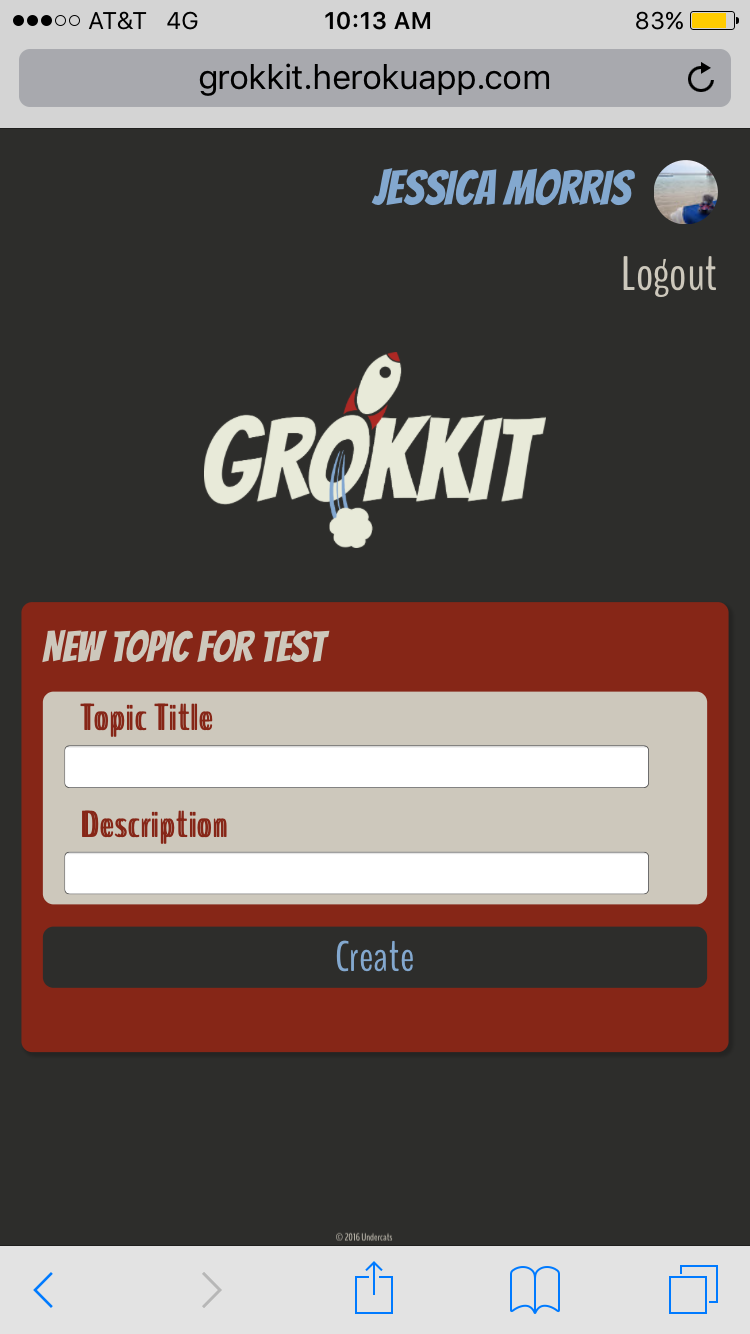 AT&T 4G 10:13 AM 83%
grokkit.herokuapp.com
JESSICA MORRIS
Logout
GROKKIT
NEW TOPIC FOR TEST
Topic Title
Description
Create
© 2016 Undercats